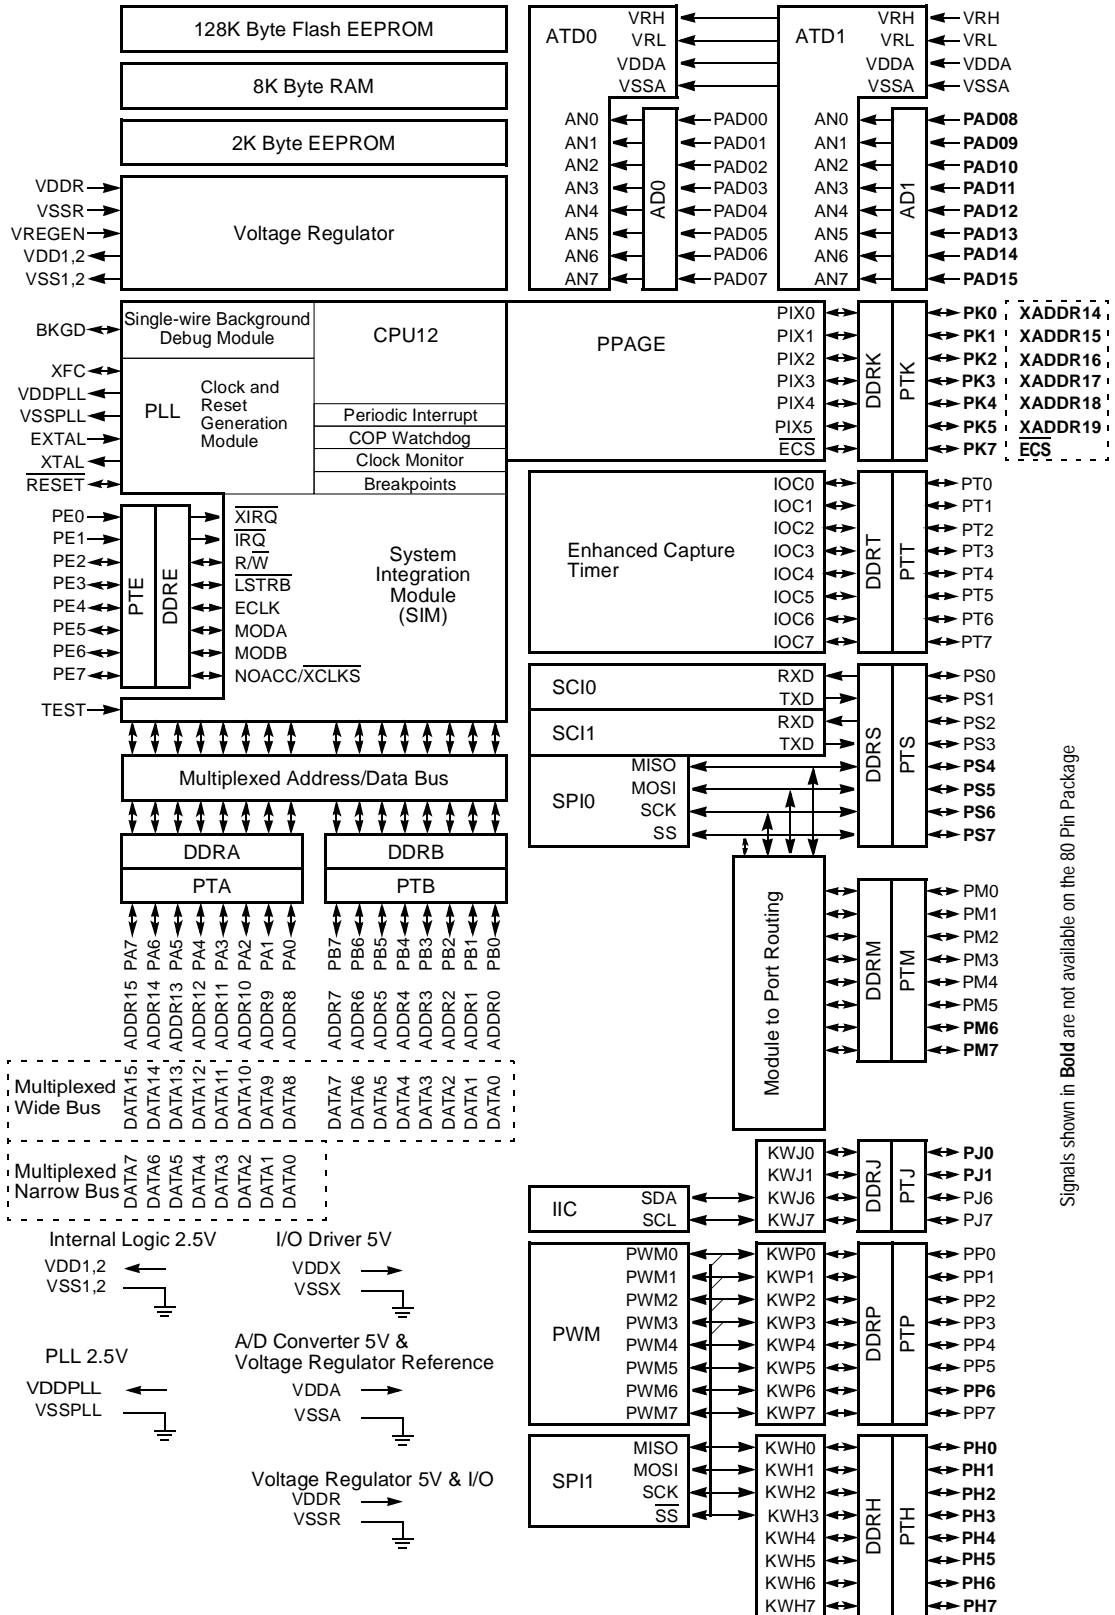 128K Byte Flash EEPROM
8K Byte RAM
2K Byte EEPROM
VDDR
VSSR
VREGEN
VDD1,2
VSS1,2
Voltage Regulator
ATD0
VRH
VRL
VDDA
VSSA
AN0
AN1
AN2
AN3
AN4
AN5
AN6
AN7
AD0
PAD00
PAD01
PAD02
PAD03
PAD04
PAD05
PAD06
PAD07
ATD1
VRH
VRL
VDDA
VSSA
VRH
VRL
VDDA
VSSA
AN0
AN1
AN2
AN3
AN4
AN5
AN6
AN7
AD1
PAD08
PAD09
PAD10
PAD11
PAD12
PAD13
PAD14
PAD15
BKGD
XFC
VDDPLL
VSSPLL
EXTAL
XTAL
RESET
Single-wire Background
Debug Module
CPU12
PLL
Clock and
Reset
Generation
Module
Periodic Interrupt
COP Watchdog
Clock Monitor
Breakpoints
PPAGE
PIX0
PIX1
PIX2
PIX3
PIX4
PIX5
ECS
DDRK
PTK
PK0 XADDR14
PK1 XADDR15
PK2 XADDR16
PK3 XADDR17
PK4 XADDR18
PK5 XADDR19
PK7 ECS
PE0
PE1
PE2
PE3
PE4
PE5
PE6
PE7
TEST
PTE
DDRE
XIRQ
IRQ
R/W
LSTRB
ECLK
MODA
MODB
NOACC/XCLKS
System
Integration
Module
(SIM)
Enhanced Capture
Timer
IOC0
IOC1
IOC2
IOC3
IOC4
IOC5
IOC6
IOC7
DDRT
PTT
PT0
PT1
PT2
PT3
PT4
PT5
PT6
PT7
SCI0
RXD
TXD
SCI1
RXD
TXD
SPI0
MISO
MOSI
SCK
SS
DDRS
PTS
PS0
PS1
PS2
PS3
PS4
PS5
PS6
PS7
Multiplexed Address/Data Bus
DDRA
PTA
DDRB
PTB
PA7
PA6
PA5
PA4
PA3
PA2
PA1
PA0
PB7
PB6
PB5
PB4
PB3
PB2
PB1
PB0
ADDR15
ADDR14
ADDR13
ADDR12
ADDR11
ADDR10
ADDR9
ADDR8
ADDR7
ADDR6
ADDR5
ADDR4
ADDR3
ADDR2
ADDR1
ADDR0
Multiplexed
Wide Bus
DATA15
DATA14
DATA13
DATA12
DATA11
DATA10
DATA9
DATA8
DATA7
DATA6
DATA5
DATA4
DATA3
DATA2
DATA1
DATA0
Multiplexed
Narrow Bus
DATA7
DATA6
DATA5
DATA4
DATA3
DATA2
DATA1
DATA0
Module to Port Routing
DDRM
PTM
PM0
PM1
PM2
PM3
PM4
PM5
PM6
PM7
Signals shown in Bold are not available on the 80 Pin Package
IIC
SDA
SCL
KWJ0
KWJ1
KWJ6
KWJ7
DDRJ
PTJ
PJ0
PJ1
PJ6
PJ7
Internal Logic 2.5V
VDD1,2
VSS1,2
I/O Driver 5V
VDDX
VSSX
PLL 2.5V
VDDPLL
VSSPLL
A/D Converter 5V &
Voltage Regulator Reference
VDDA
VSSA
Voltage Regulator 5V & I/O
VDDR
VSSR
PWM
PWM0
PWM1
PWM2
PWM3
PWM4
PWM5
PWM6
PWM7
KWP0
KWP1
KWP2
KWP3
KWP4
KWP5
KWP6
KWP7
DDRP
PTP
PP0
PP1
PP2
PP3
PP4
PP5
PP6
PP7
SPI1
MISO
MOSI
SCK
SS
KWH0
KWH1
KWH2
KWH3
KWH4
KWH5
KWH6
KWH7
DDRH
PTH
PH0
PH1
PH2
PH3
PH4
PH5
PH6
PH7